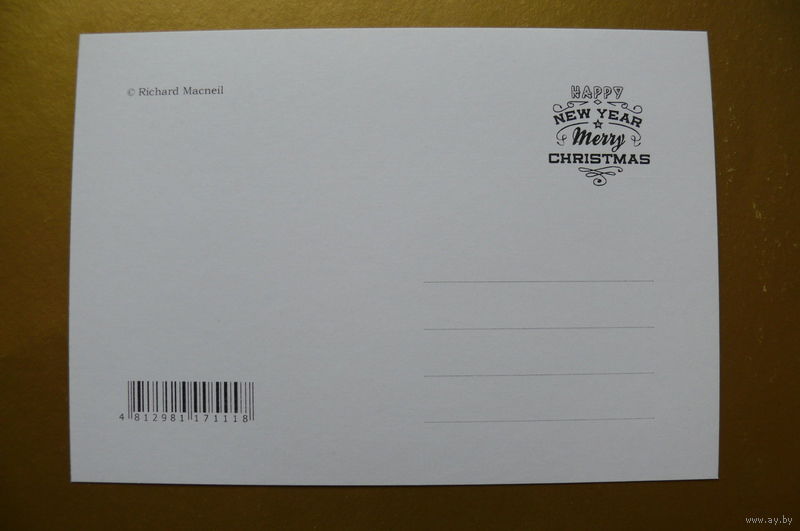 © Richard Macneil
HAPPY
NEW YEAR
Merry
CHRISTMAS
4 812981 171118
www.ay.by